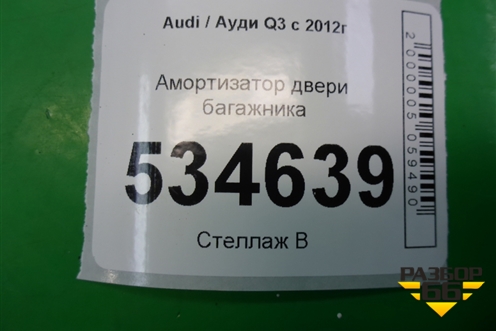 Audi / Ауди Q3 с 2012г
Амортизатор двери
багажника
534639
Стеллаж В
2000005059490
РАЗБОР
66